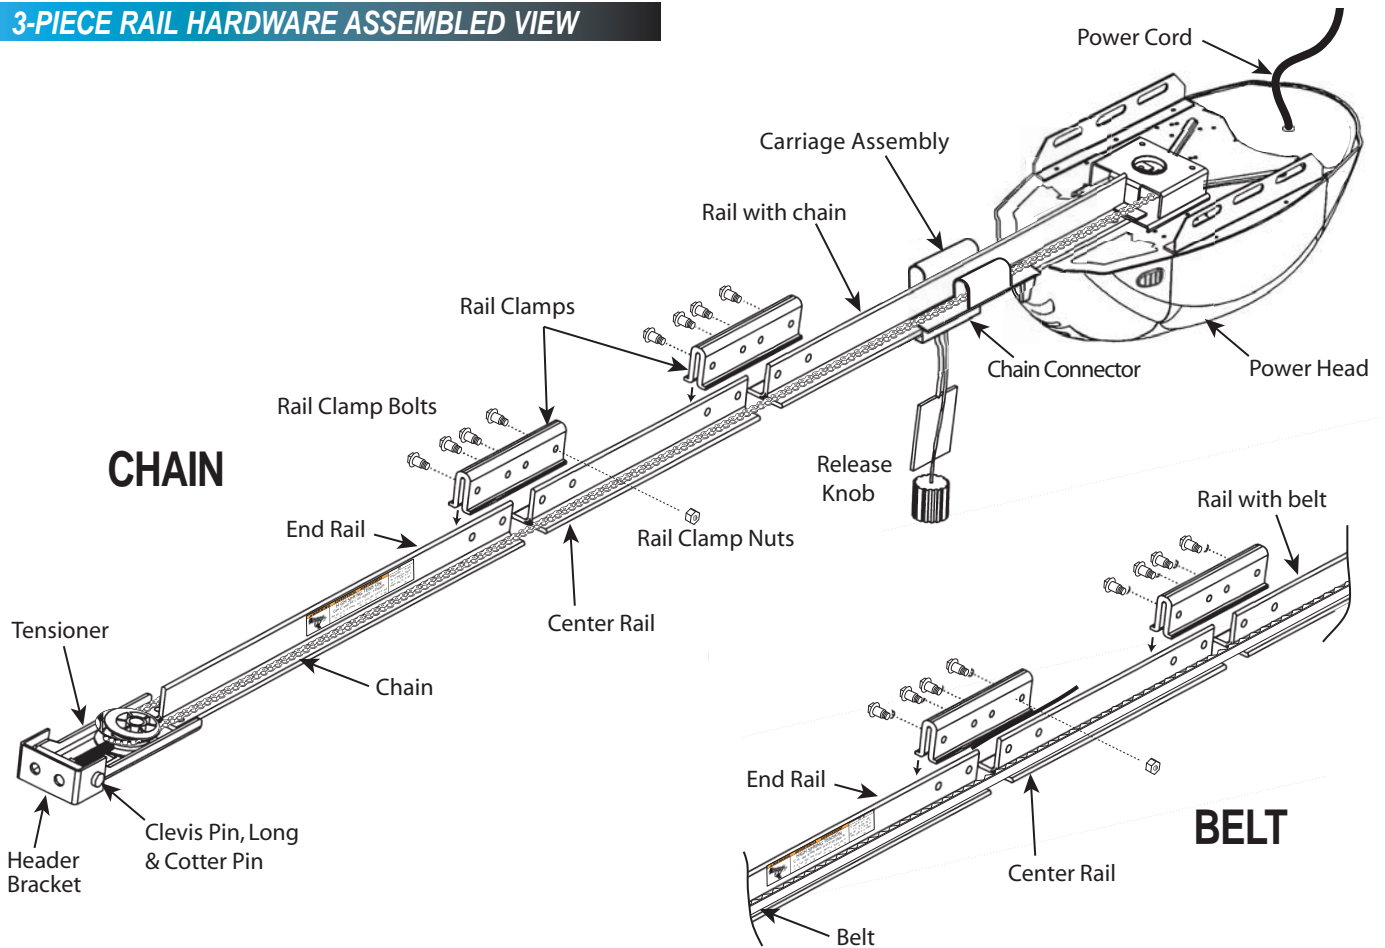 3-PIECE RAIL HARDWARE ASSEMBLED VIEW
Power Cord
Carriage Assembly
Rail with chain
Rail Clamps
Chain Connector
Power Head
Rail Clamp Bolts
CHAIN
Release
Knob
Rail with belt
End Rail
Rail Clamp Nuts
Center Rail
Tensioner
Chain
End Rail
BELT
Clevis Pin, Long
& Cotter Pin
Header
Bracket
Center Rail
Belt